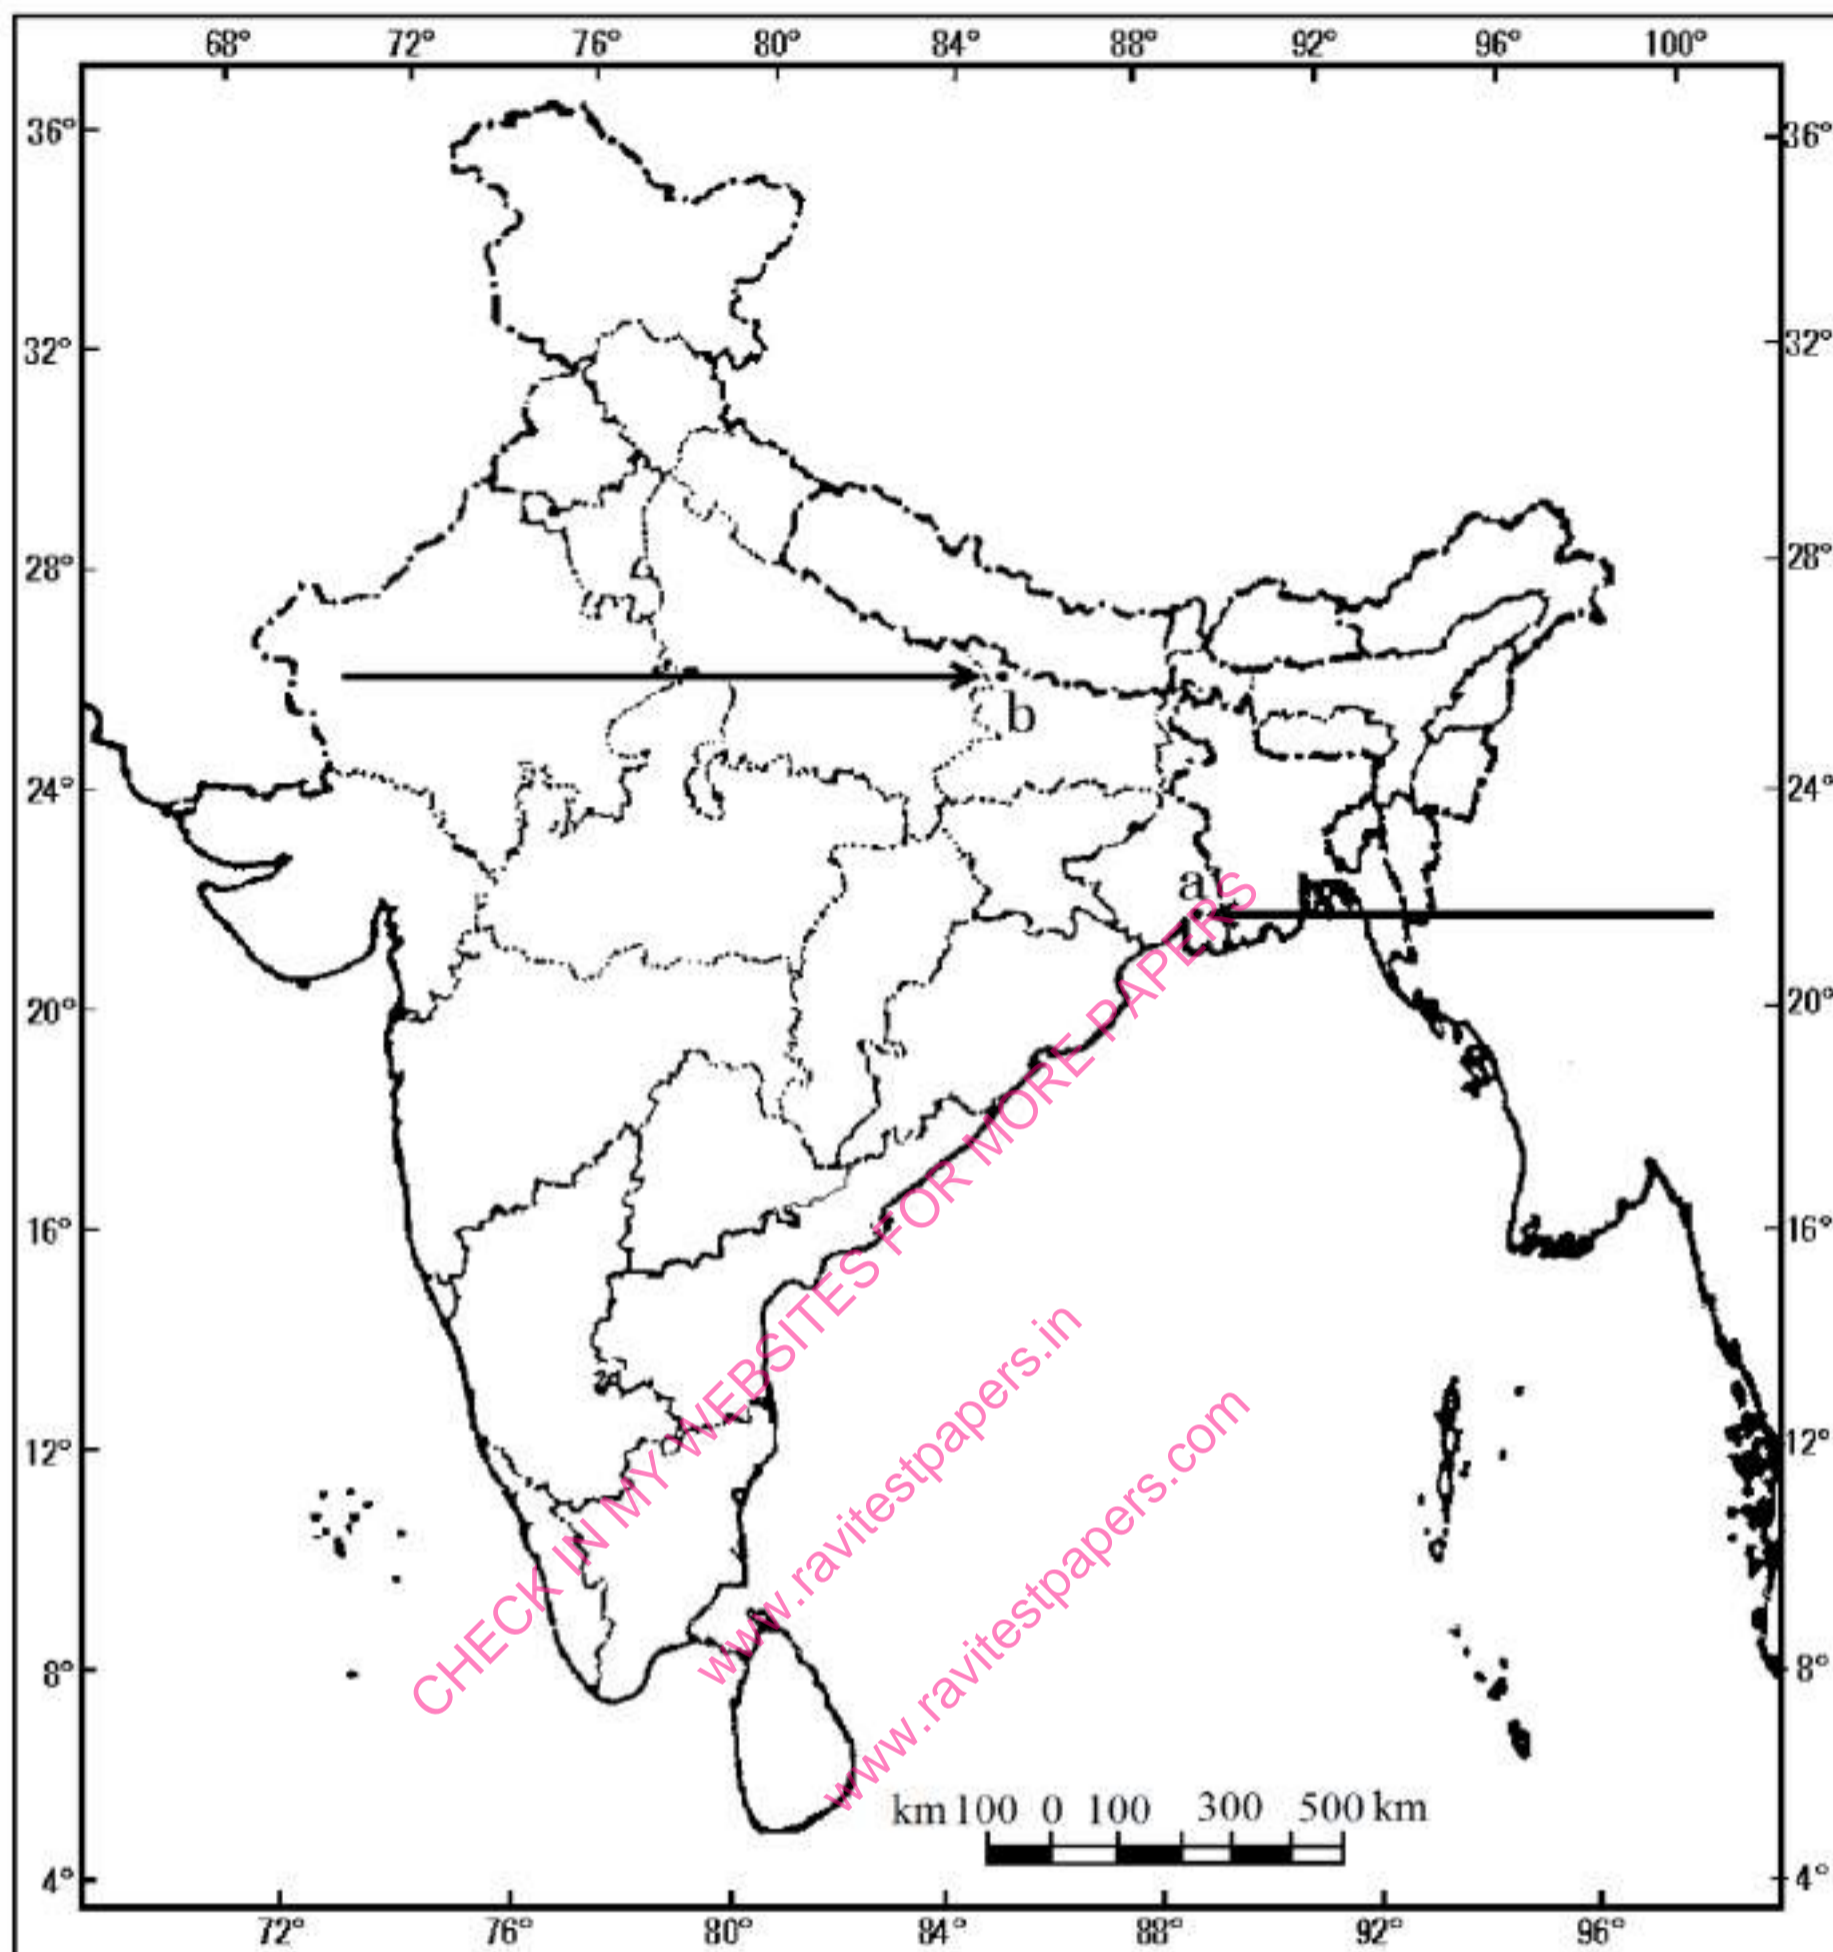 68° 72° 76° 80° 84° 88° 92° 96° 100°
36° 36°
32° 32°
28° 28°
b
24° 24°
a
20° 20°
16° 16°
12° 12°
8° 8°
4° 4°
CHECK IN MY WEBSITES FOR MORE PAPERS
www.ravitestpapers.in
www.ravitestpapers.com
km 100 0 100 300 500 km
72° 76° 80° 84° 88° 92° 96°